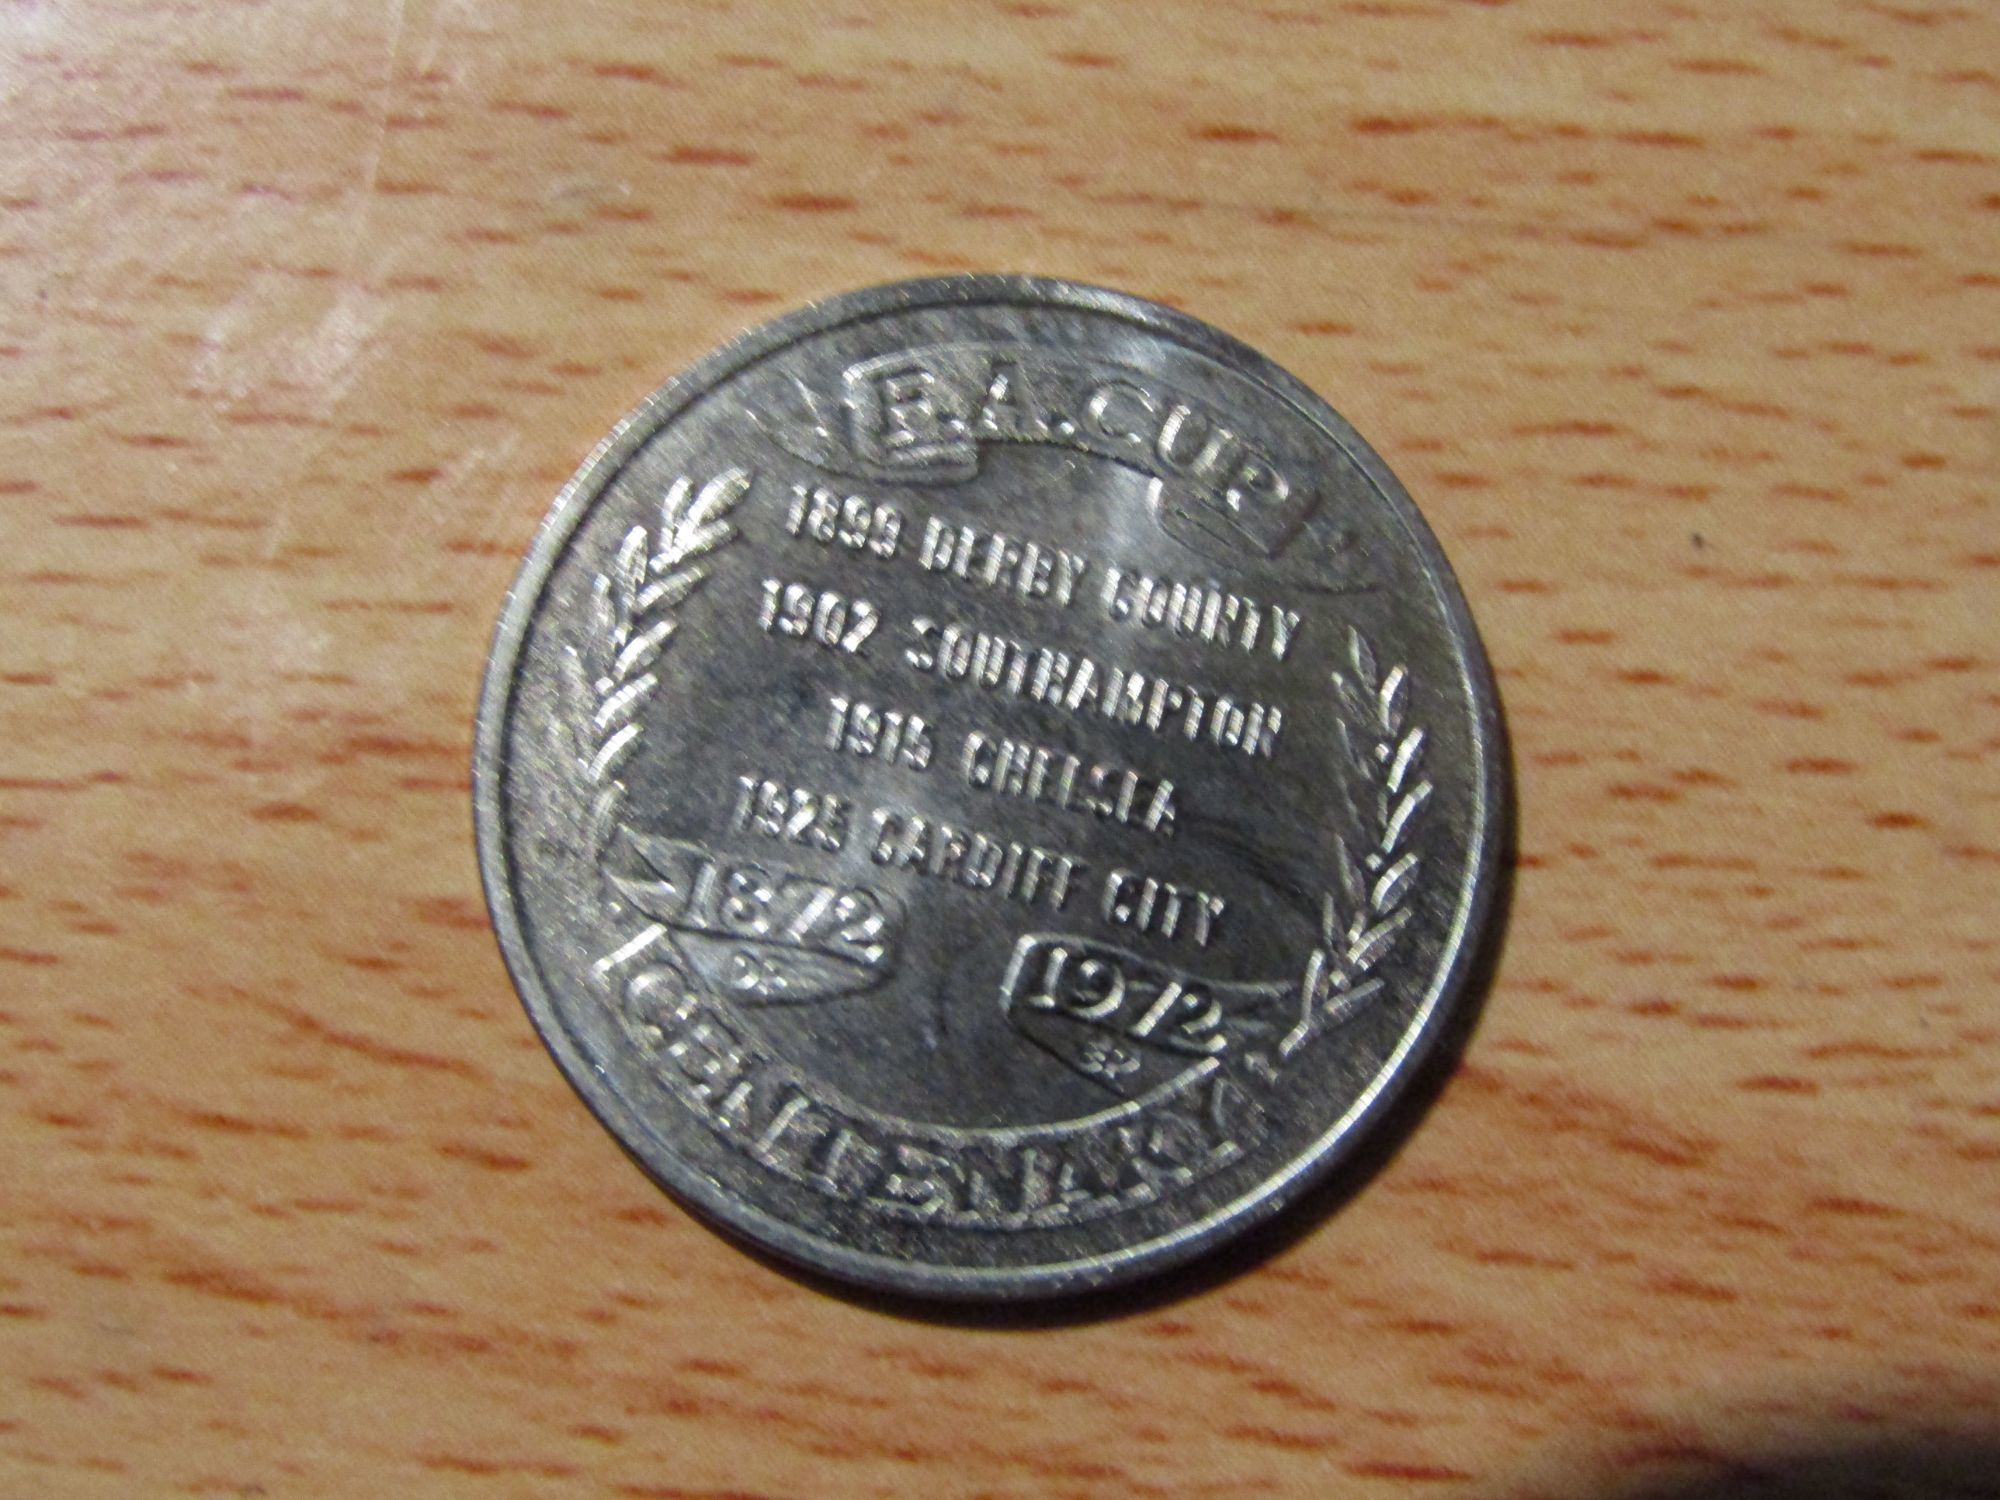 F.A.CUP
1899 DERBY COUNTY
1902 SOUTHAMPTON
1915 CHELSEA
1925 CARDIFF CITY
1872 1972
CENTENARY